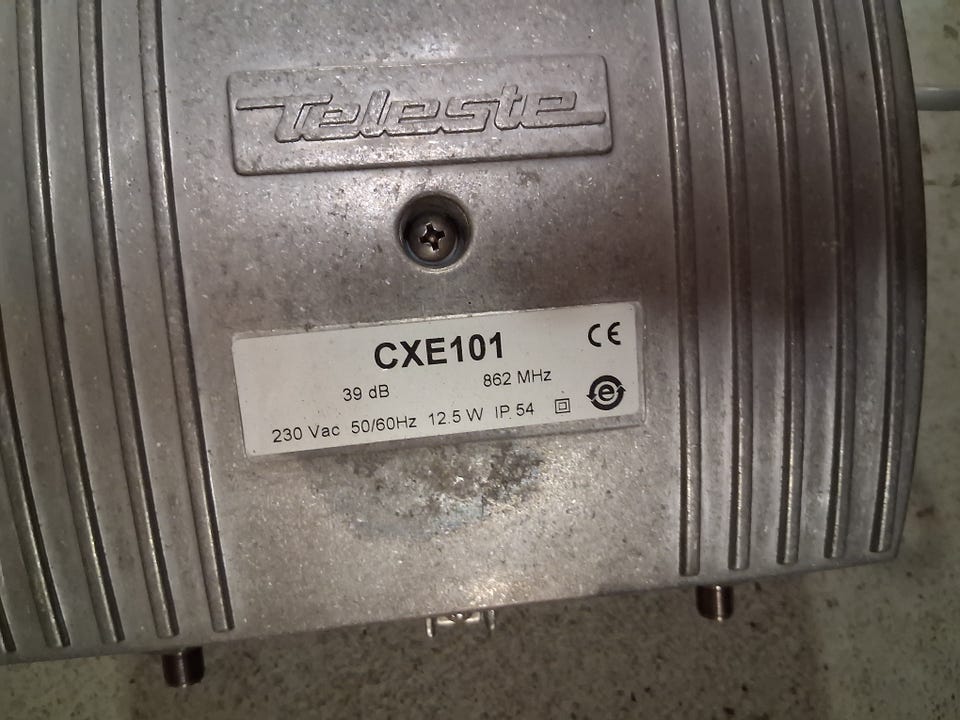 Teleste
CXE101
CE
39 dB 862 MHz
e
230 Vac 50/60Hz 12.5 W IP 54